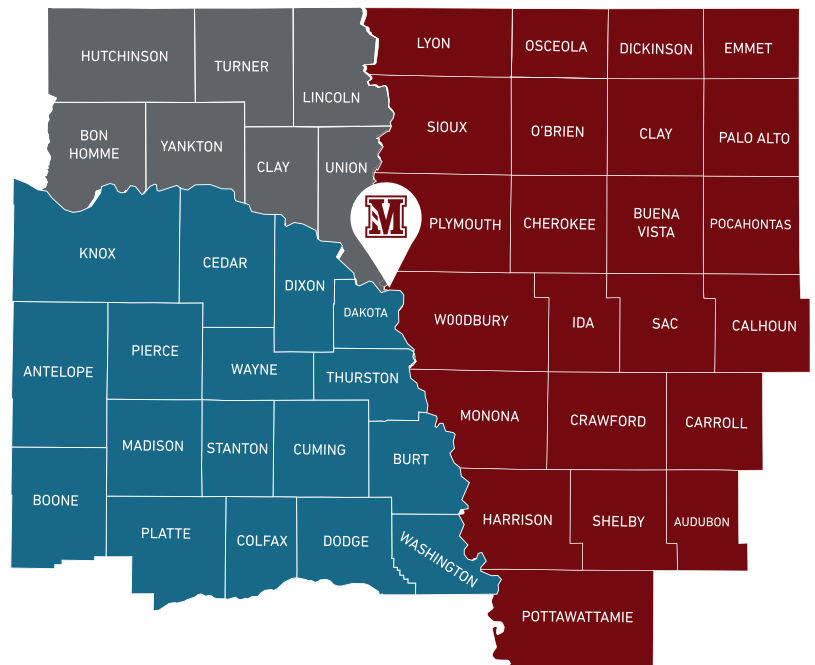 HUTCHINSON
TURNER
LINCOLN
LYON
OSCEOLA
DICKINSON
EMMET
BON
HOMME
YANKTON
CLAY
UNION
SIOUX
O'BRIEN
CLAY
PALO ALTO
M
PLYMOUTH
CHEROKEE
BUENA
VISTA
POCAHONTAS
KNOX
CEDAR
DIXON
DAKOTA
WOODBURY
IDA
SAC
CALHOUN
ANTELOPE
PIERCE
WAYNE
THURSTON
MONONA
CRAWFORD
CARROLL
MADISON
STANTON
CUMING
BURT
BOONE
PLATTE
COLFAX
DODGE
WASHINGTON
HARRISON
SHELBY
AUDUBON
POTTAWATTAMIE